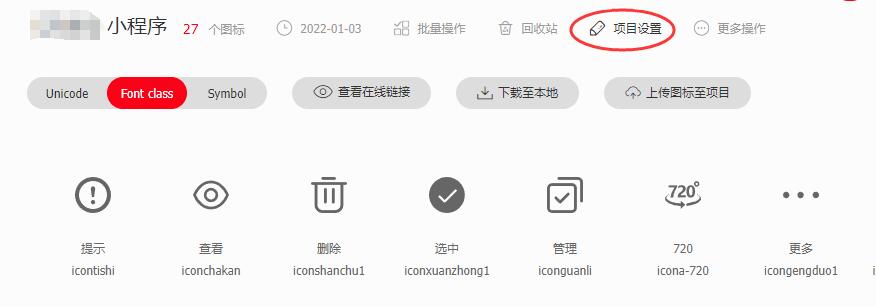 小程序 27 个图标 2022-01-03 批量操作 回收站 项目设置 更多操作
Unicode Font class Symbol 查看在线链接 下载至本地 上传图标至项目
720°
提示 查看 删除 选中 管理 720 更多
icontishi iconchakan iconshanchu1 iconxuanzhong1 iconguanli icona-720 icongengduo1